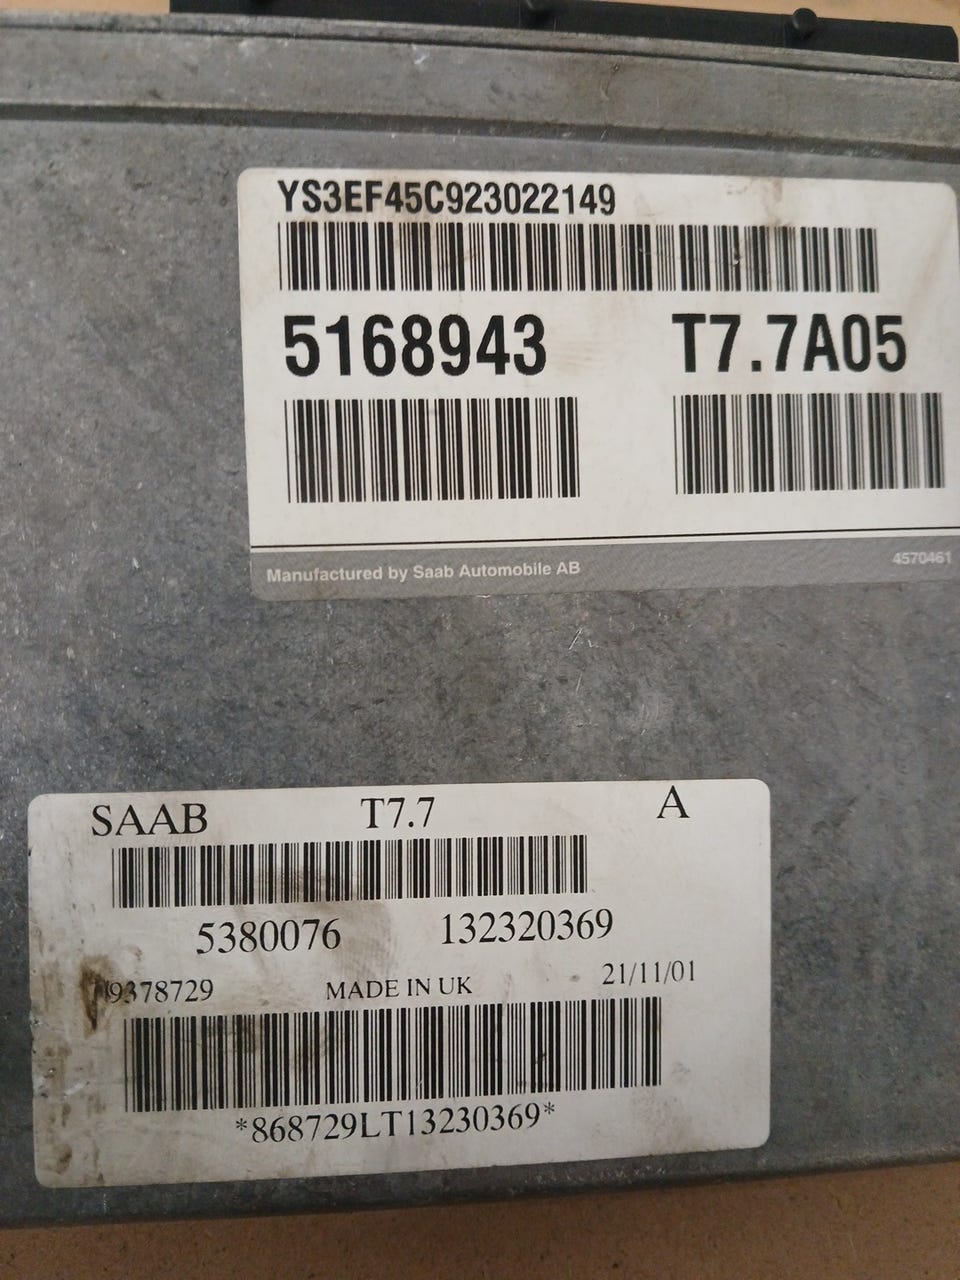 YS3EF45C923022149
5168943 T7.7A05
Manufactured by Saab Automobile AB 4570461
SAAB T7.7 A
5380076 132320369
9378729 MADE IN UK 21/11/01
*868729LT13230369*